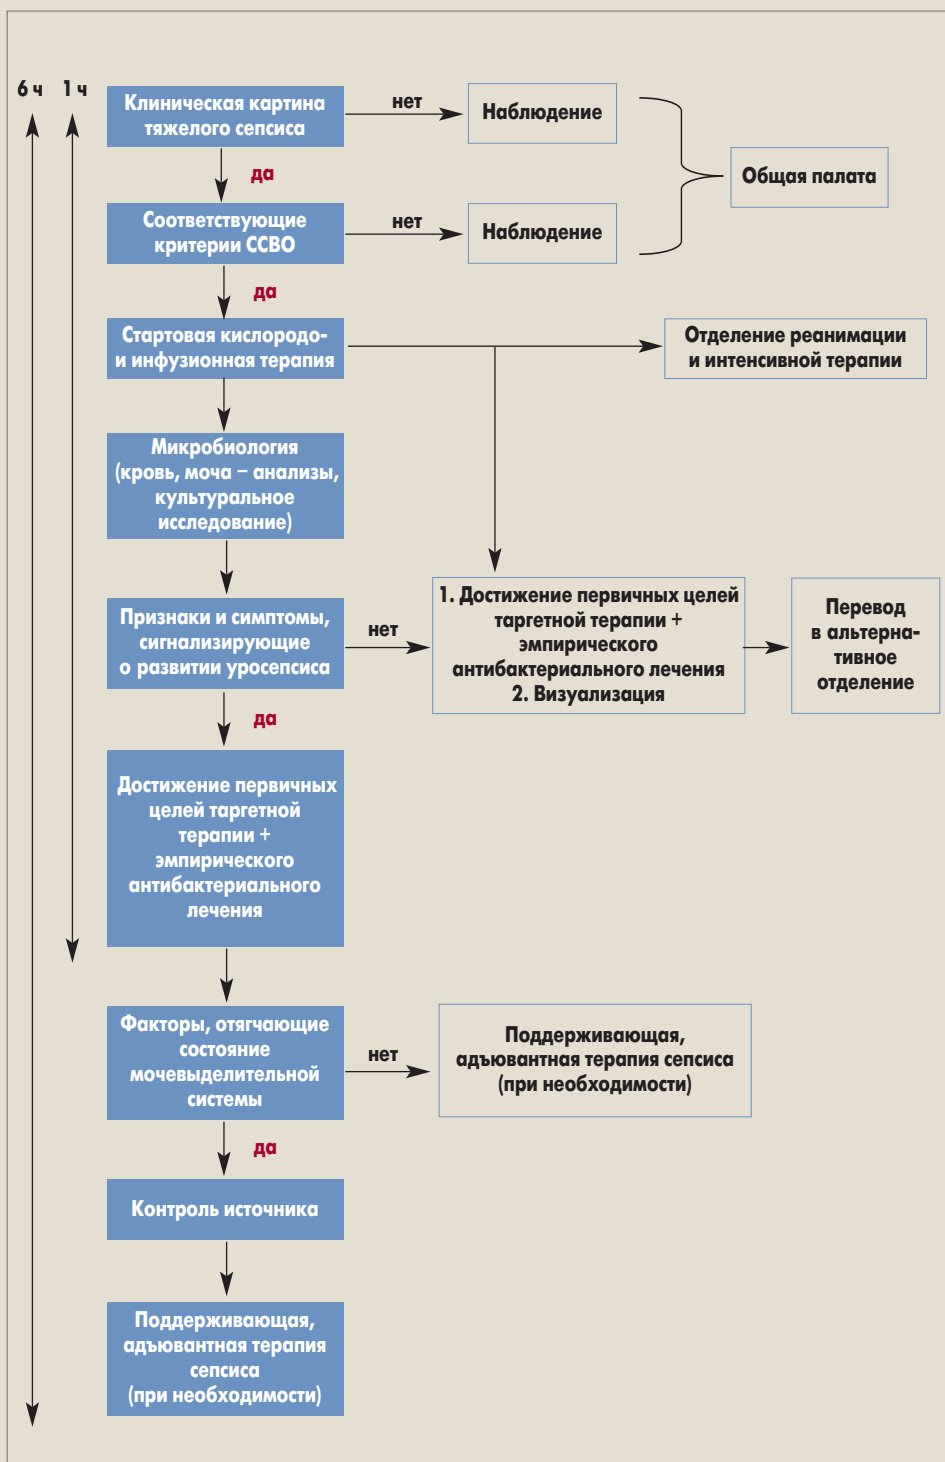 6 ч
1 ч
Клиническая картина
тяжелого сепсиса
нет
Наблюдение
Общая палата
да
Соответствующие
критерии ССВО
нет
Наблюдение
да
Стартовая кислородо-
и инфузионная терапия
Отделение реанимации
и интенсивной терапии
Микробиология
(кровь, моча – анализы,
культуральное
исследование)
Признаки и симптомы,
сигнализирующие
о развитии уросепсиса
нет
1. Достижение первичных целей
таргетной терапии +
эмпирического
антибактериального лечения
2. Визуализация
Перевод
в альтерна-
тивное
отделение
да
Достижение первичных
целей таргетной
терапии +
эмпирического
антибактериального
лечения
Факторы, отягчающие
состояние
мочевыделительной
системы
нет
Поддерживающая,
адъювантная терапия сепсиса
(при необходимости)
да
Контроль источника
Поддерживающая,
адъювантная терапия
сепсиса
(при необходимости)